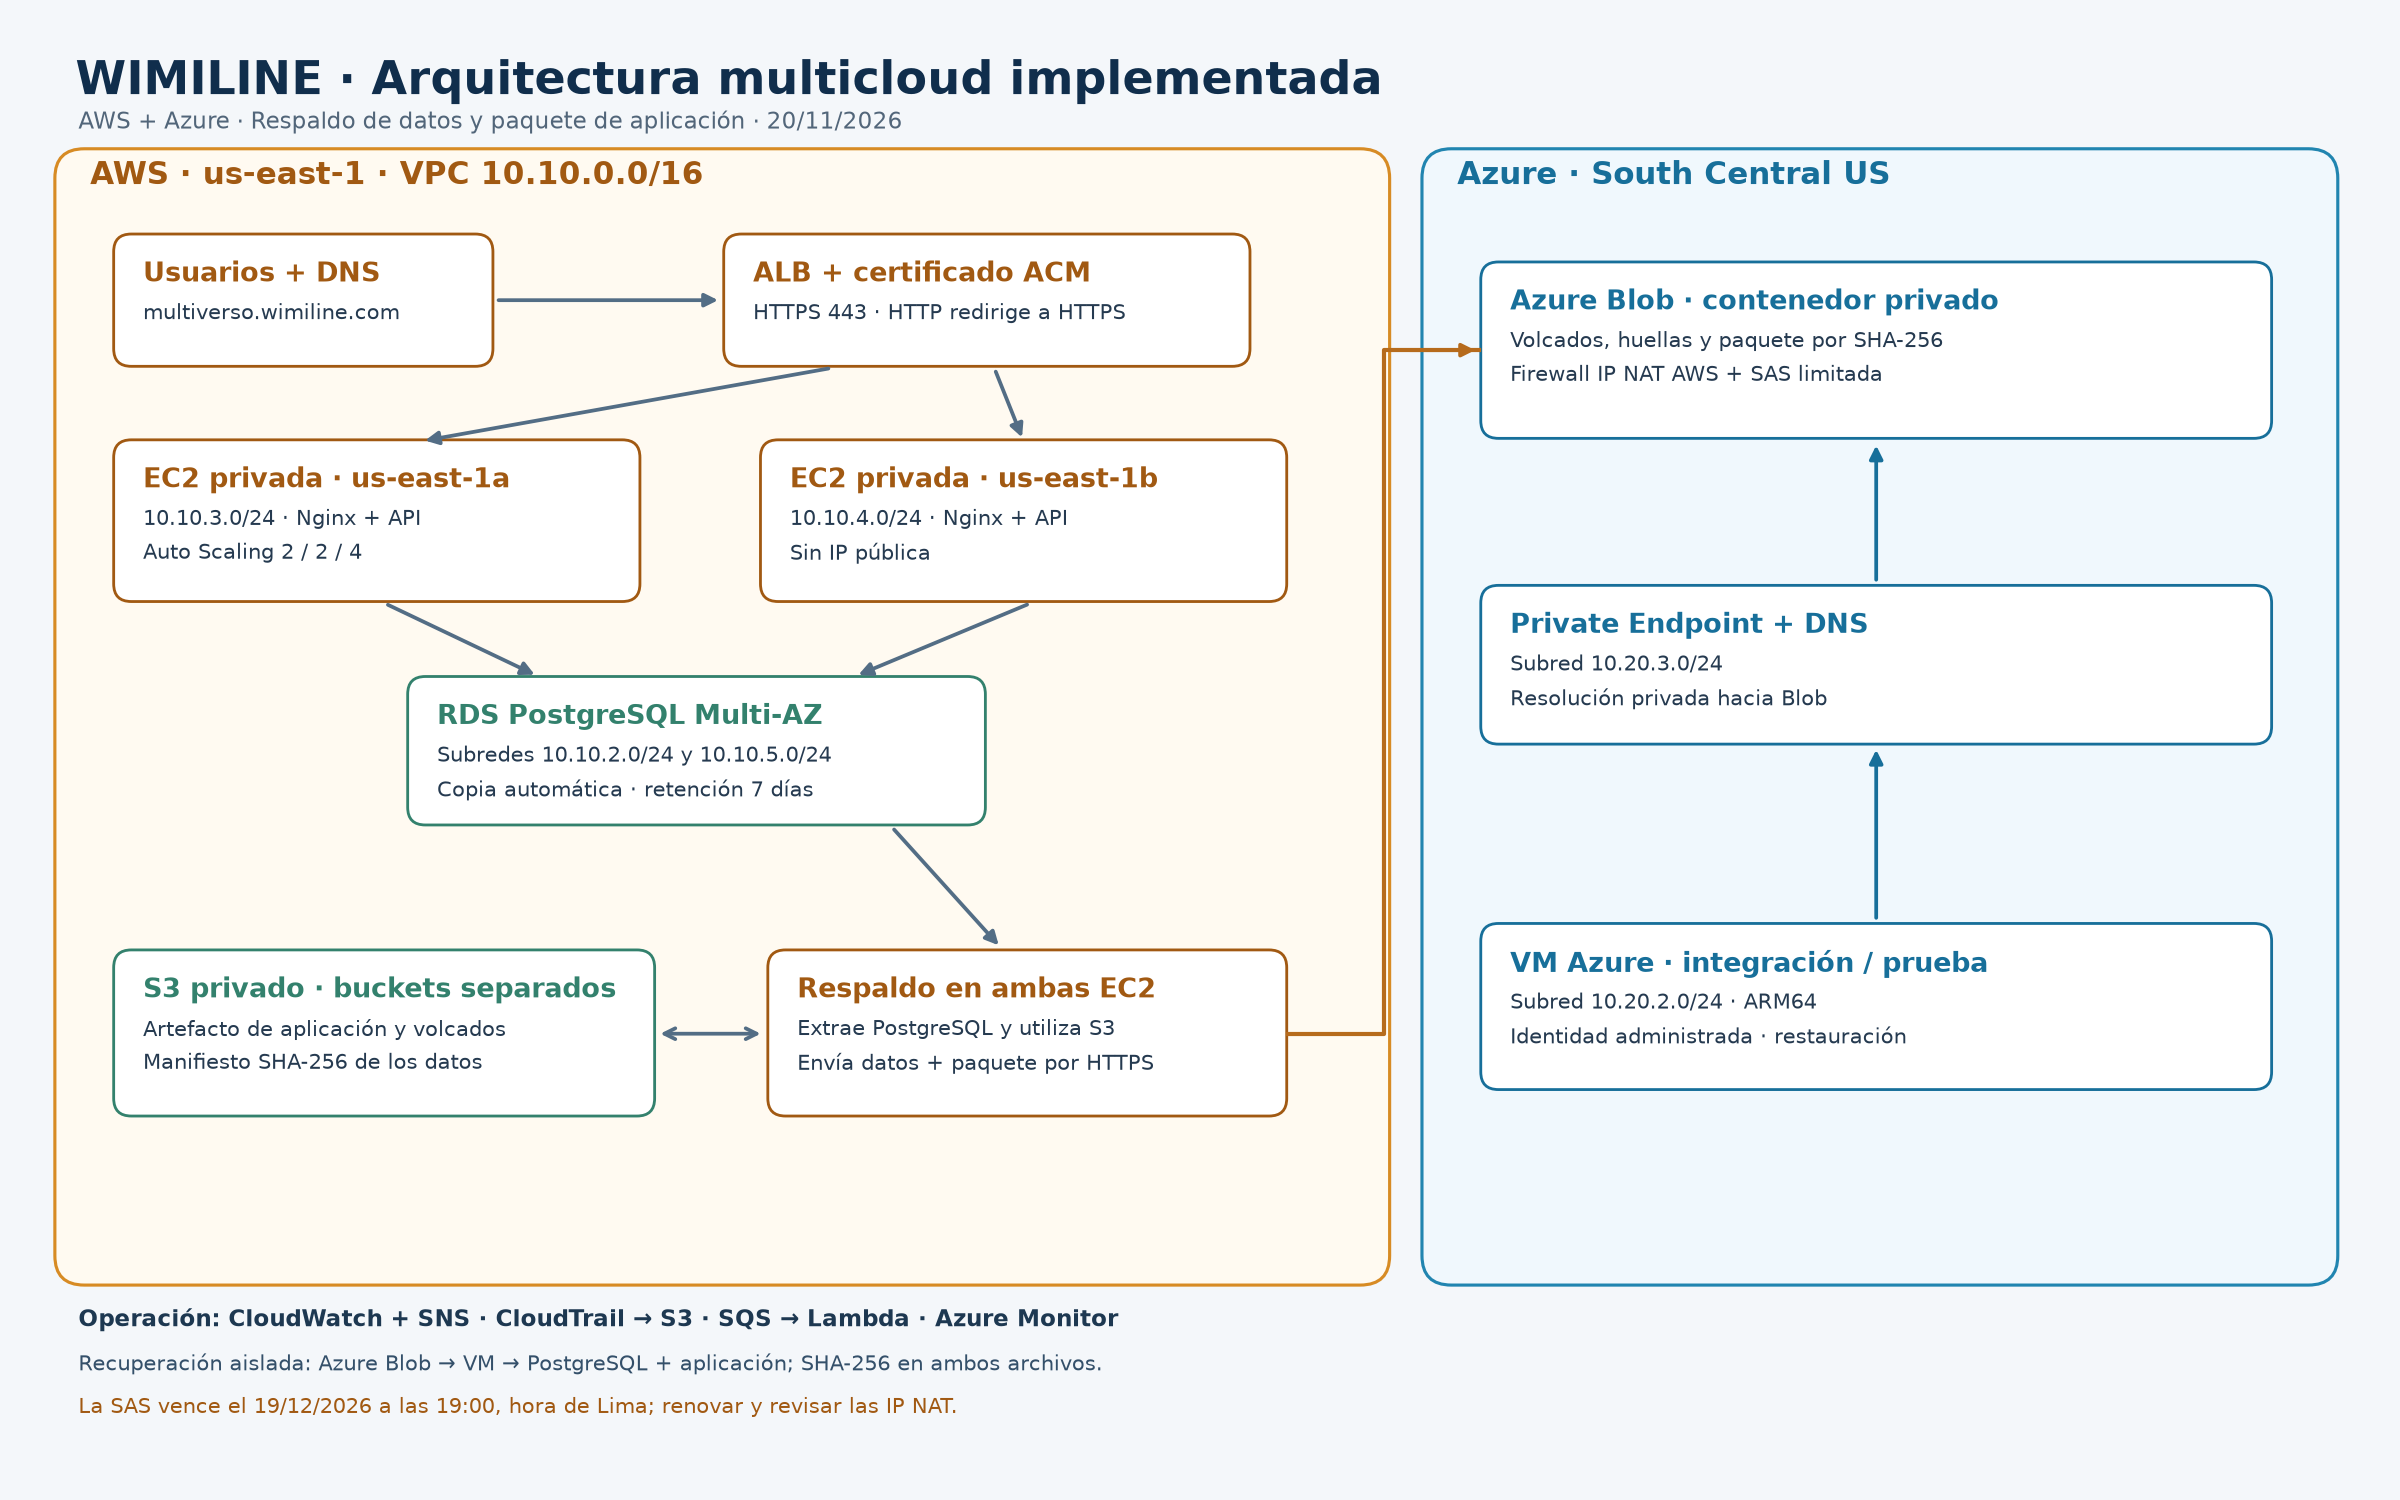 WIMILINE · Arquitectura multicloud implementada
AWS + Azure · Respaldo de datos y paquete de aplicación · 20/11/2026
AWS · us-east-1 · VPC 10.10.0.0/16
Usuarios + DNS
multiverso.wimiline.com
ALB + certificado ACM
HTTPS 443 · HTTP redirige a HTTPS
EC2 privada · us-east-1a
10.10.3.0/24 · Nginx + API
Auto Scaling 2 / 2 / 4
EC2 privada · us-east-1b
10.10.4.0/24 · Nginx + API
Sin IP pública
RDS PostgreSQL Multi-AZ
Subredes 10.10.2.0/24 y 10.10.5.0/24
Copia automática · retención 7 días
S3 privado · buckets separados
Artefacto de aplicación y volcados
Manifiesto SHA-256 de los datos
Respaldo en ambas EC2
Extrae PostgreSQL y utiliza S3
Envía datos + paquete por HTTPS
Azure · South Central US
Azure Blob · contenedor privado
Volcados, huellas y paquete por SHA-256
Firewall IP NAT AWS + SAS limitada
Private Endpoint + DNS
Subred 10.20.3.0/24
Resolución privada hacia Blob
VM Azure · integración / prueba
Subred 10.20.2.0/24 · ARM64
Identidad administrada · restauración
Operación: CloudWatch + SNS · CloudTrail → S3 · SQS → Lambda · Azure Monitor
Recuperación aislada: Azure Blob → VM → PostgreSQL + aplicación; SHA-256 en ambos archivos.
La SAS vence el 19/12/2026 a las 19:00, hora de Lima; renovar y revisar las IP NAT.